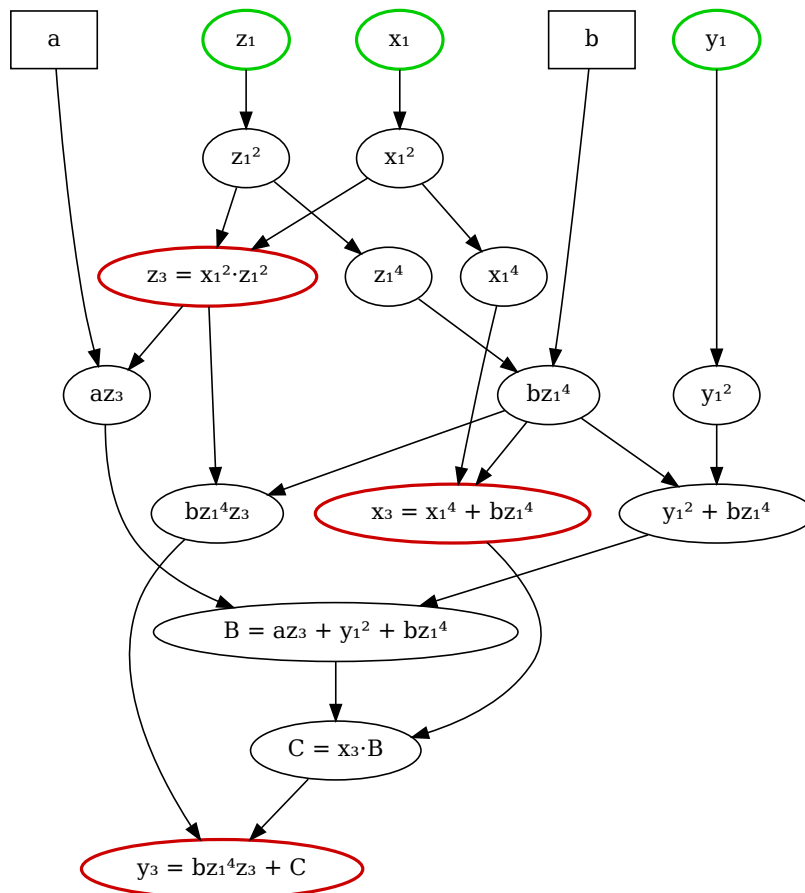 a
z₁
x₁
b
y₁
z₁²
x₁²
z₃ = x₁²·z₁²
z₁⁴
x₁⁴
az₃
bz₁⁴
y₁²
bz₁⁴z₃
x₃ = x₁⁴ + bz₁⁴
y₁² + bz₁⁴
B = az₃ + y₁² + bz₁⁴
C = x₃·B
y₃ = bz₁⁴z₃ + C